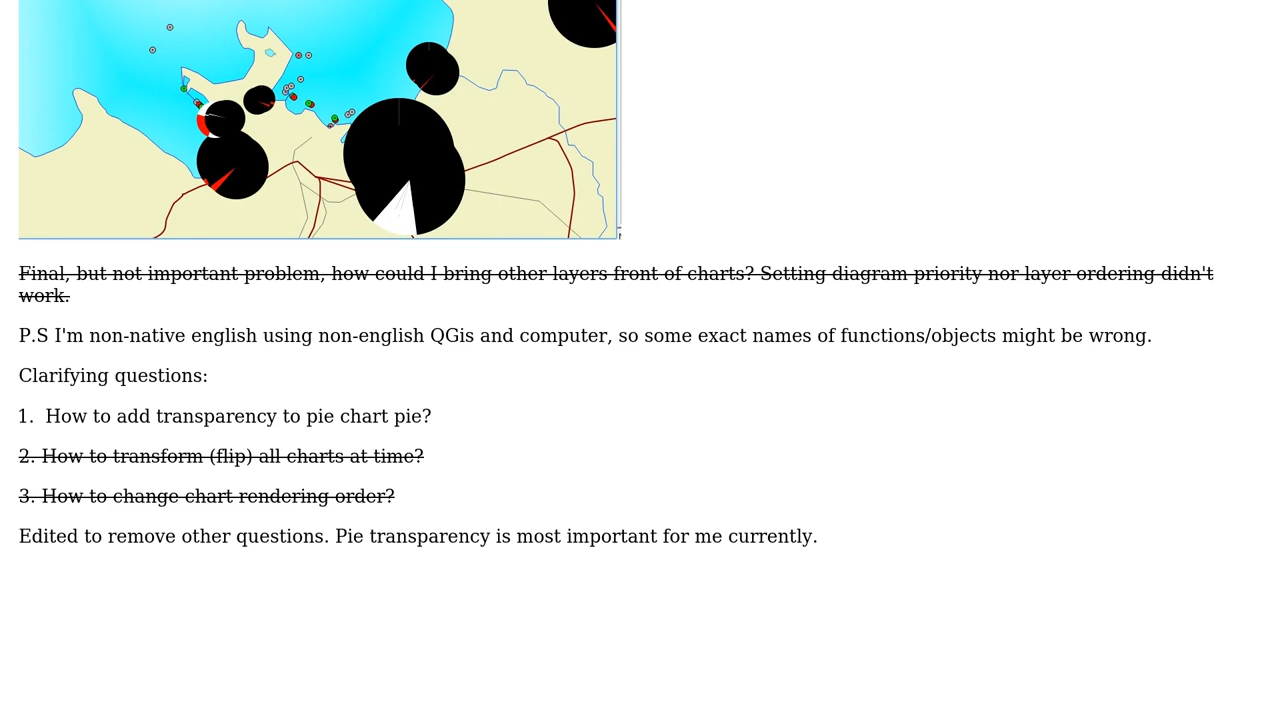 Final, but not important problem, how could I bring other layers front of charts? Setting diagram priority nor layer ordering didn't
work.
P.S I'm non-native english using non-english QGis and computer, so some exact names of functions/objects might be wrong.
Clarifying questions:
1. How to add transparency to pie chart pie?
2. How to transform (flip) all charts at time?
3. How to change chart rendering order?
Edited to remove other questions. Pie transparency is most important for me currently.